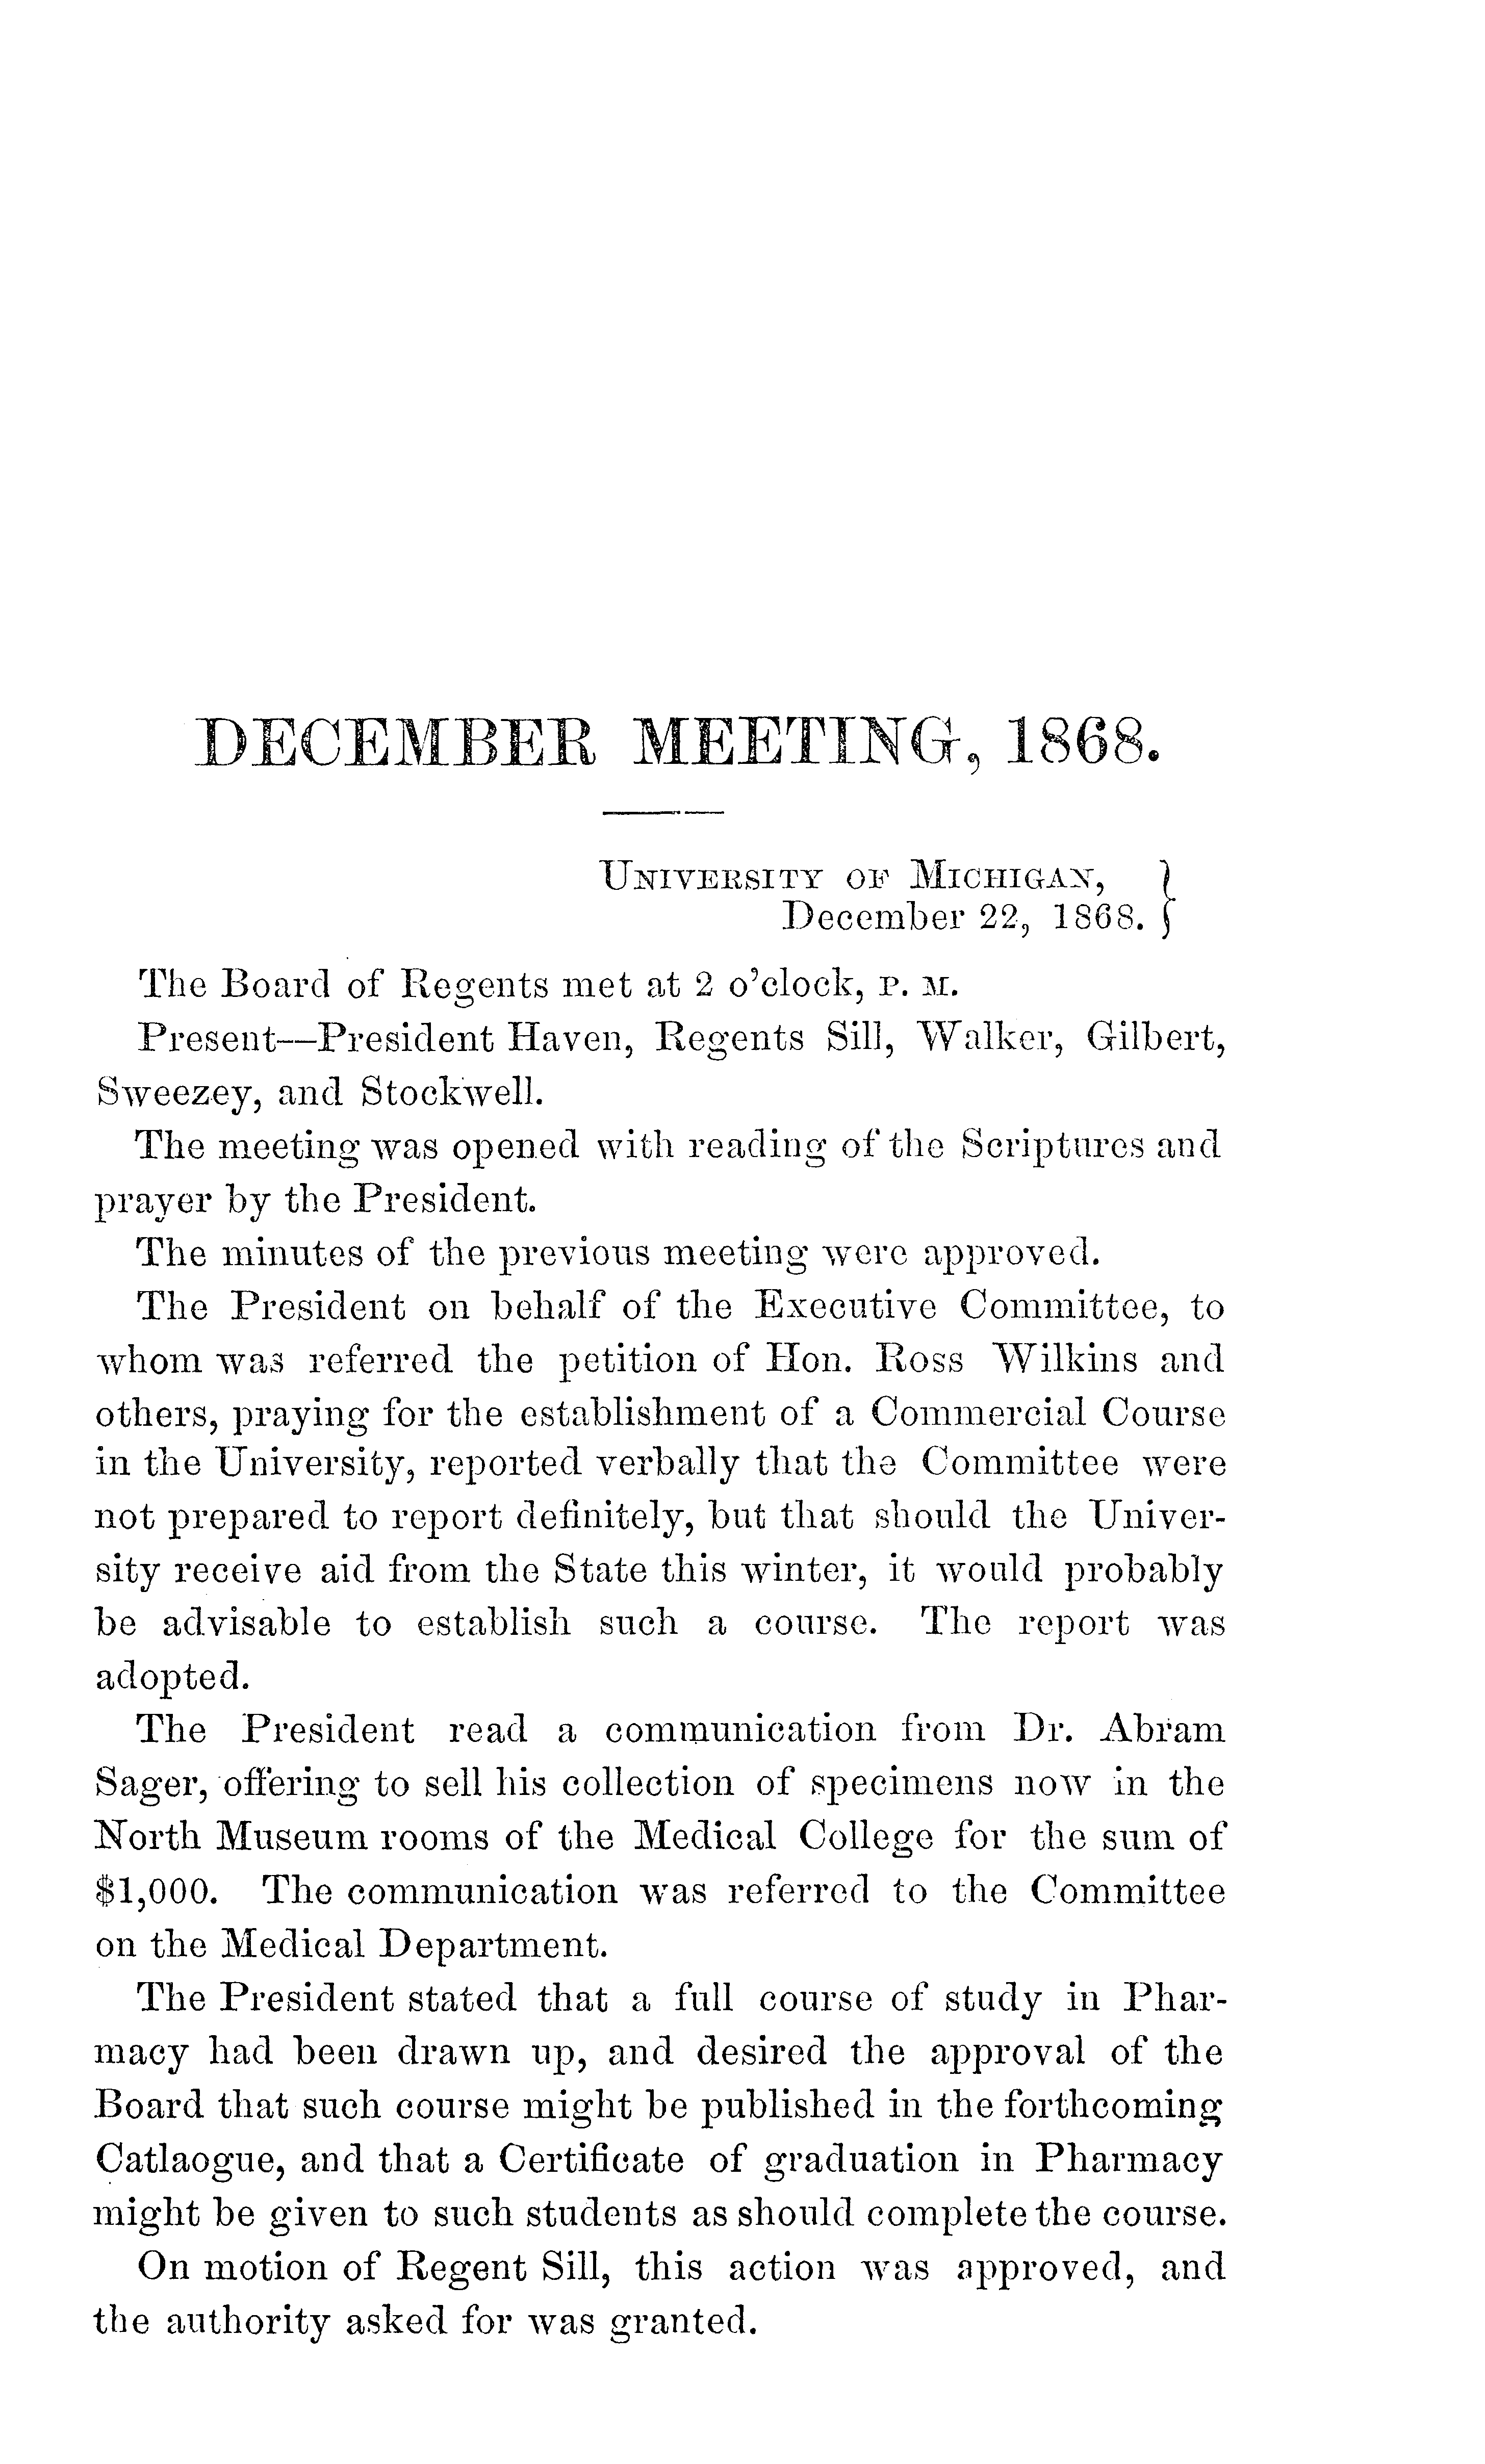 DECEMBER MEETING, 1868.
UNIVERSITY OF MICHIGAN,
December 22, 1868.
The Board of Regents met at 2 o'clock, P. M.
Present—President Haven, Regents Sill, Walker, Gilbert,
Sweezey, and Stockwell.
The meeting was opened with reading of the Scriptures and
prayer by the President.
The minutes of the previous meeting were approved.
The President on behalf of the Executive Committee, to
whom was referred the petition of Hon. Ross Wilkins and
others, praying for the establishment of a Commercial Course
in the University, reported verbally that the Committee were
not prepared to report definitely, but that should the Univer-
sity receive aid from the State this winter, it would probably
be advisable to establish such a course. The report was
adopted.
The President read a communication from Dr. Abram
Sager, offering to sell his collection of specimens now in the
North Museum rooms of the Medical College for the sum of
$1,000. The communication was referred to the Committee
on the Medical Department.
The President stated that a full course of study in Phar-
macy had been drawn up, and desired the approval of the
Board that such course might be published in the forthcoming
Catlaogue, and that a Certificate of graduation in Pharmacy
might be given to such students as should complete the course.
On motion of Regent Sill, this action was approved, and
the authority asked for was granted.